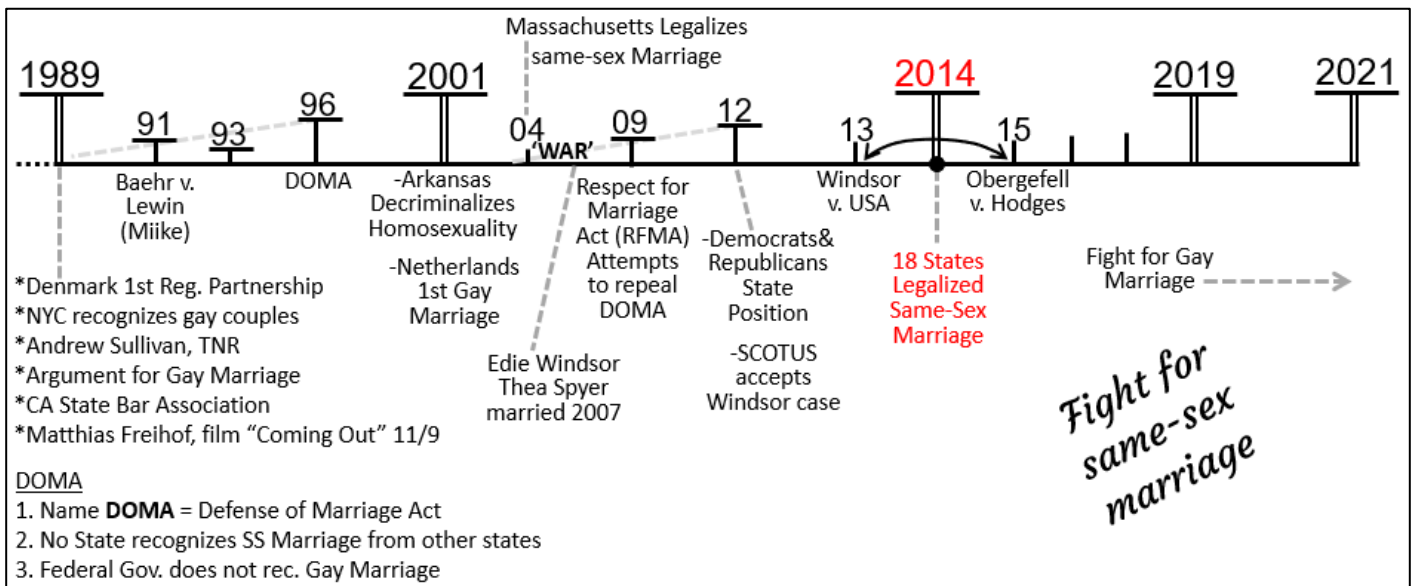 Massachusetts Legalizes
same-sex Marriage
1989
91
93
96
2001
04
'WAR'
09
12
13
2014
15
2019
2021
Baehr v.
Lewin
(Miike)
DOMA
-Arkansas
Decriminalizes
Homosexuality
-Netherlands
1st Gay
Marriage
Edie Windsor
Thea Spyer
married 2007
Respect for
Marriage
Act (RFMA)
Attempts
to repeal
DOMA
-Democrats&
Republicans
State
Position
-SCOTUS
accepts
Windsor case
Windsor
v. USA
18 States
Legalized
Same-Sex
Marriage
Obergefell
v. Hodges
Fight for Gay
Marriage
*Denmark 1st Reg. Partnership
*NYC recognizes gay couples
*Andrew Sullivan, TNR
*Argument for Gay Marriage
*CA State Bar Association
*Matthias Freihof, film “Coming Out” 11/9
Fight for
same-sex
marriage
DOMA
1. Name DOMA = Defense of Marriage Act
2. No State recognizes SS Marriage from other states
3. Federal Gov. does not rec. Gay Marriage